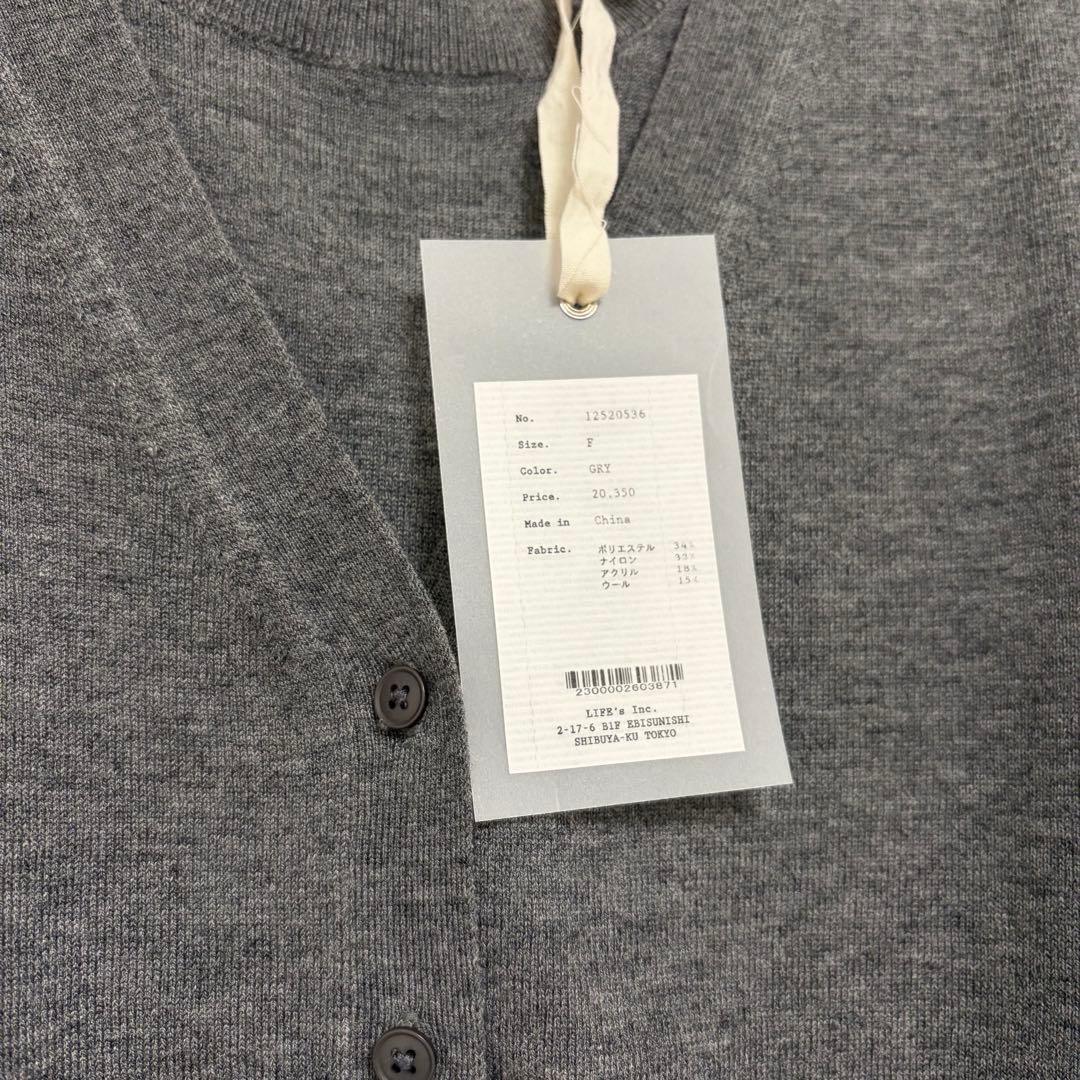 No. 12520536
Size. F
Color. GRY
Price. 20.350
Made in China
Fabric. ポリエステル 34%
ナイロン 33%
アクリル 18%
ウール 15%
2300002603871
LIFE's Inc.
2-17-6 B1F EBISUNISHI
SHIBUYA-KU TOKYO